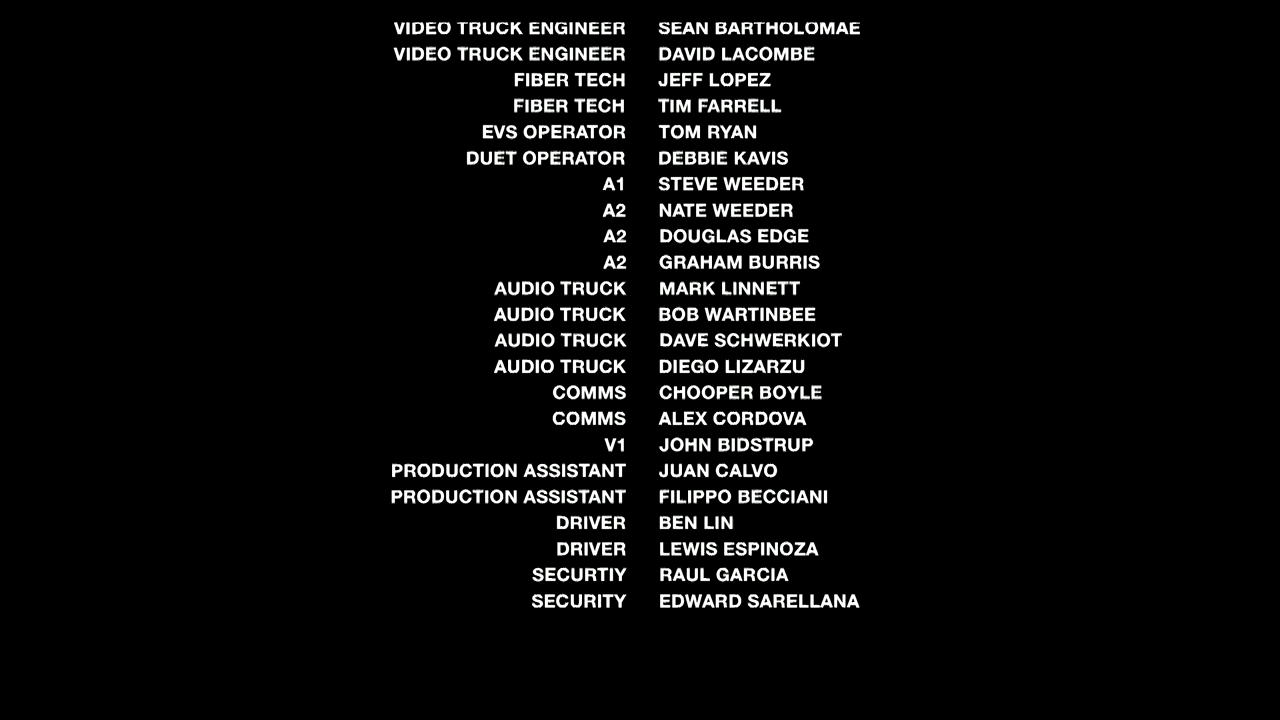 VIDEO TRUCK ENGINEER SEAN BARTHOLOMAE
VIDEO TRUCK ENGINEER DAVID LACOMBE
FIBER TECH JEFF LOPEZ
FIBER TECH TIM FARRELL
EVS OPERATOR TOM RYAN
DUET OPERATOR DEBBIE KAVIS
A1 STEVE WEEDER
A2 NATE WEEDER
A2 DOUGLAS EDGE
A2 GRAHAM BURRIS
AUDIO TRUCK MARK LINNETT
AUDIO TRUCK BOB WARTINBEE
AUDIO TRUCK DAVE SCHWERKIOT
AUDIO TRUCK DIEGO LIZARZU
COMMS CHOOPER BOYLE
COMMS ALEX CORDOVA
V1 JOHN BIDSTRUP
PRODUCTION ASSISTANT JUAN CALVO
PRODUCTION ASSISTANT FILIPPO BECCIANI
DRIVER BEN LIN
DRIVER LEWIS ESPINOZA
SECURTIY RAUL GARCIA
SECURITY EDWARD SARELLANA